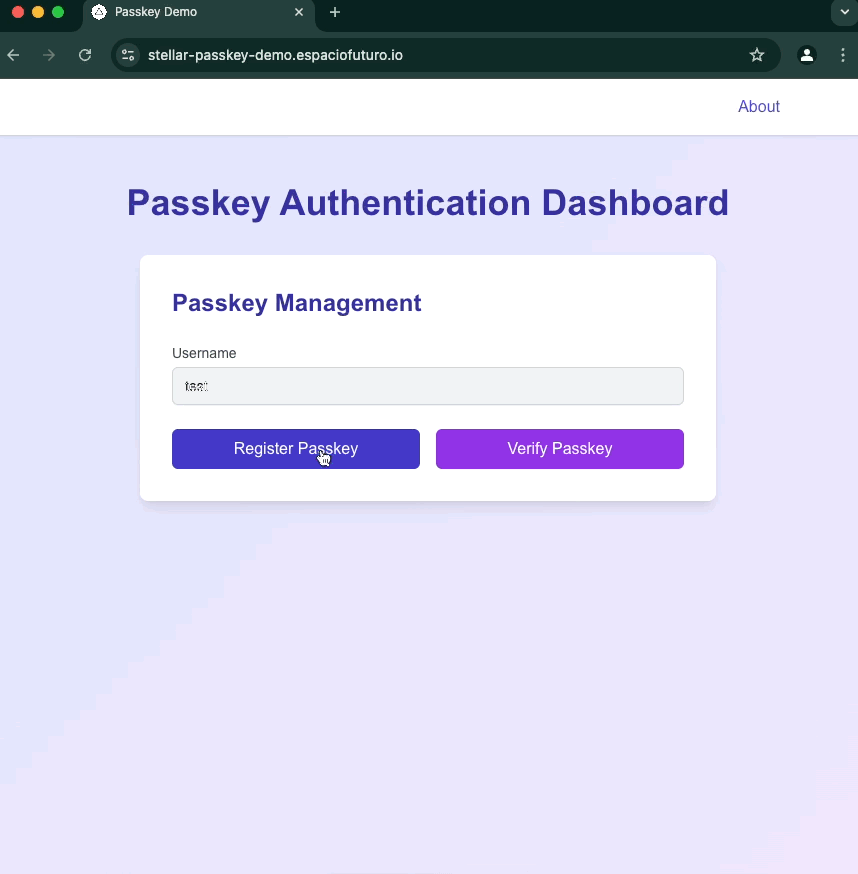 Passkey Demo
stellar-passkey-demo.espaciofuturo.io
About
Passkey Authentication Dashboard
Passkey Management
Username
test
Register Passkey
Verify Passkey